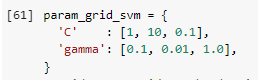 [61] param_grid_svm = {
'C'    : [1, 10, 0.1],
'gamma': [0.1, 0.01, 1.0],
}